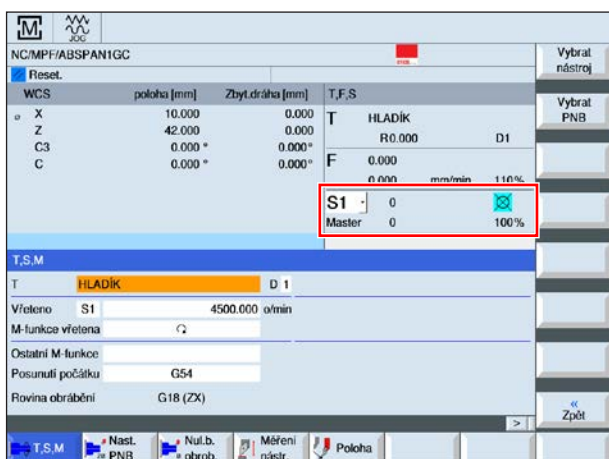 M JOG
NC/MPF/ABSPAN1GC
Reset.
WCS poloha [mm] Zbyt.dráha [mm] T,F,S
X 10.000 0.000
Z 42.000 0.000
C3 0.000 ° 0.000°
C 0.000 ° 0.000°
T HLADÍK
R0.000 D1
F 0.000
0.000 mm/min 110%
S1 0
Master 0 100%
T,S,M
T HLADÍK D 1
Vřeteno S1 4500.000 o/min
M-funkce vřetena
Ostatní M-funkce
Posunutí počátku G54
Rovina obrábění G18 (ZX)
>
Vybrat
nástroj
Vybrat
PNB
«
Zpět
T,S,M
Nast.
PNB
Nul.b.
obrob.
Měření
nástr.
Poloha